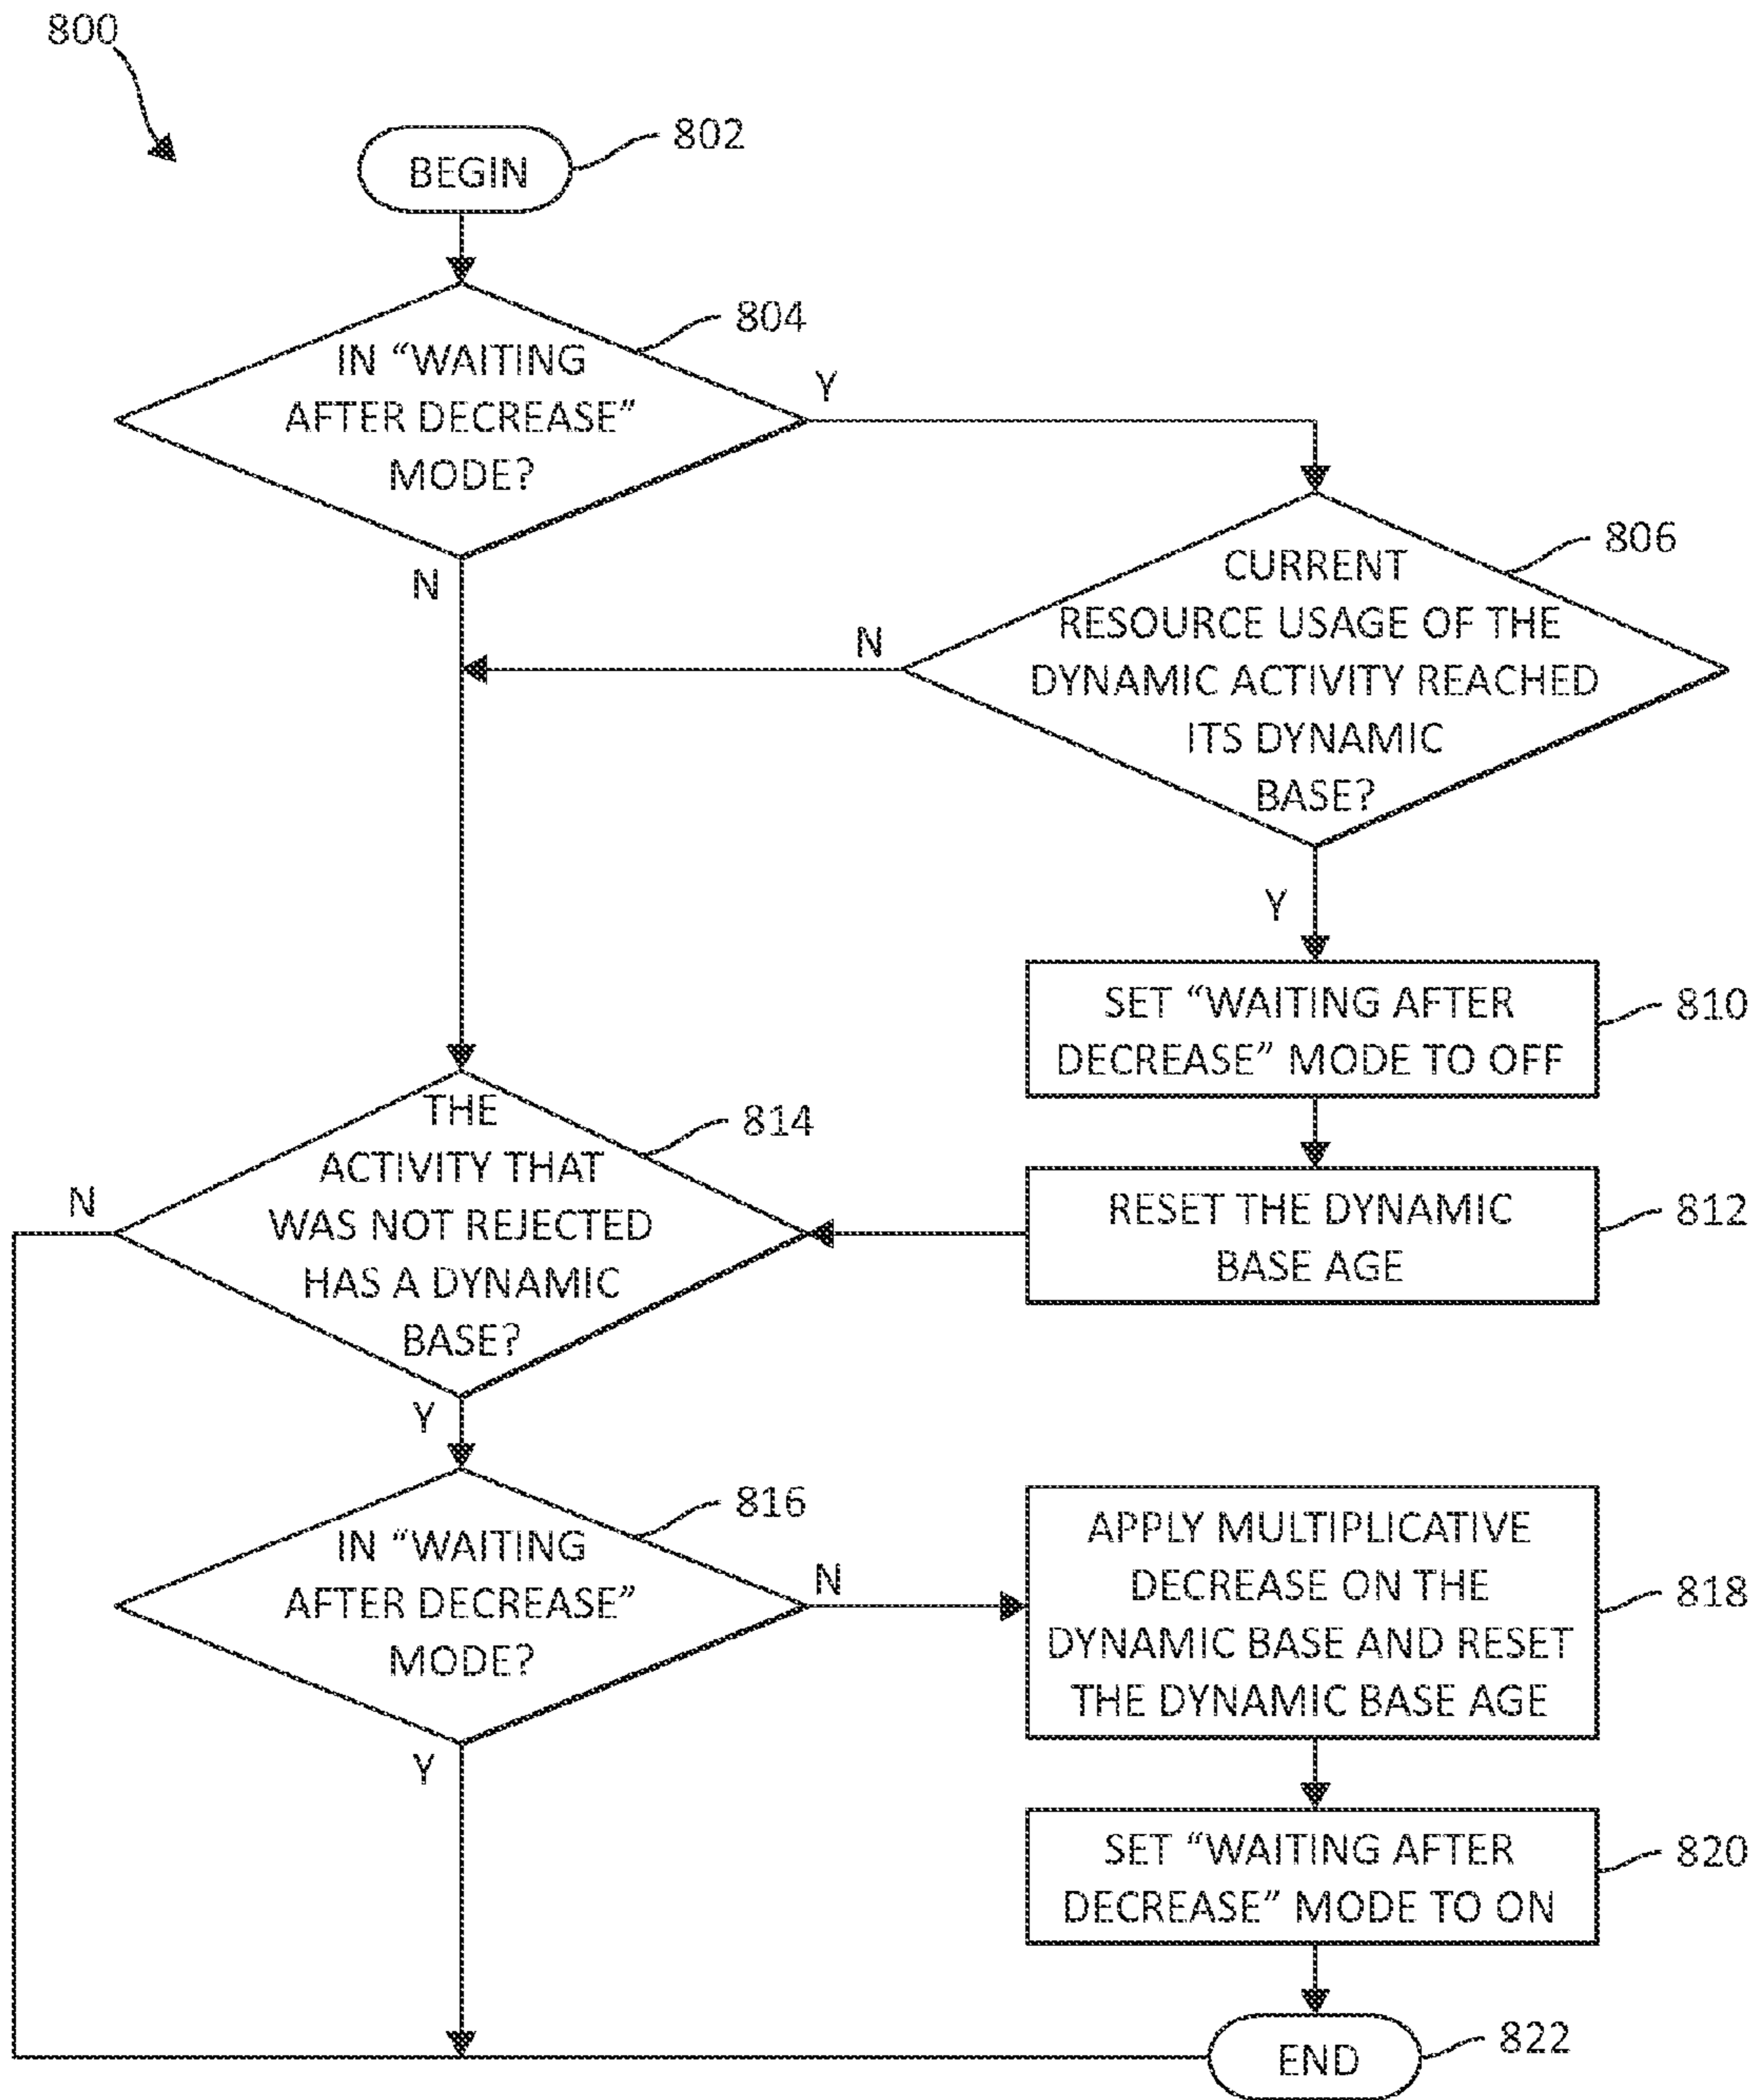 800
BEGIN
802
IN “WAITING
AFTER DECREASE”
MODE?
804
Y
N
CURRENT
RESOURCE USAGE OF THE
DYNAMIC ACTIVITY REACHED
ITS DYNAMIC
BASE?
806
N
Y
SET “WAITING AFTER
DECREASE” MODE TO OFF
810
RESET THE DYNAMIC
BASE AGE
812
THE
ACTIVITY THAT
WAS NOT REJECTED
HAS A DYNAMIC
BASE?
814
N
Y
IN “WAITING
AFTER DECREASE”
MODE?
816
N
Y
APPLY MULTIPLICATIVE
DECREASE ON THE
DYNAMIC BASE AND RESET
THE DYNAMIC BASE AGE
818
SET “WAITING AFTER
DECREASE” MODE TO ON
820
END
822